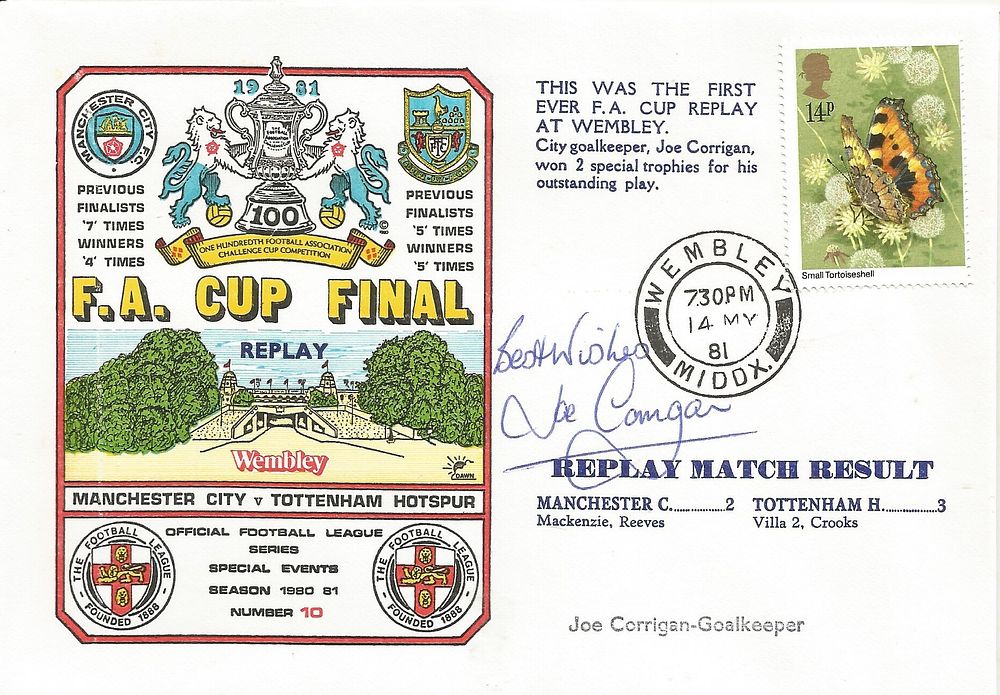 1981
MANCHESTER CITY F.C.
THE FOOTBALL ASSOCIATION
PREVIOUS
FINALISTS
'7' TIMES
WINNERS
'4' TIMES
100
PREVIOUS
FINALISTS
'5' TIMES
WINNERS
'5' TIMES
©
ONE HUNDREDTH FOOTBALL ASSOCIATION
CHALLENGE CUP COMPETITION
F.A. CUP FINAL
REPLAY
Wembley
DAWN
MANCHESTER CITY v TOTTENHAM HOTSPUR
THE FOOTBALL LEAGUE
FOUNDED 1888
OFFICIAL FOOTBALL LEAGUE
SERIES
SPECIAL EVENTS
SEASON 1980 81
NUMBER 10
THE FOOTBALL LEAGUE
FOUNDED 1888
THIS WAS THE FIRST
EVER F.A. CUP REPLAY
AT WEMBLEY.
City goalkeeper, Joe Corrigan,
won 2 special trophies for his
outstanding play.
14P
Small Tortoiseshell
WEMBLEY
7.30PM
14 MY
81
MIDDX.
Best Wishes
Joe Corrigan
REPLAY MATCH RESULT
MANCHESTER C...............2
Mackenzie, Reeves
TOTTENHAM H...............3
Villa 2, Crooks
Joe Corrigan-Goalkeeper